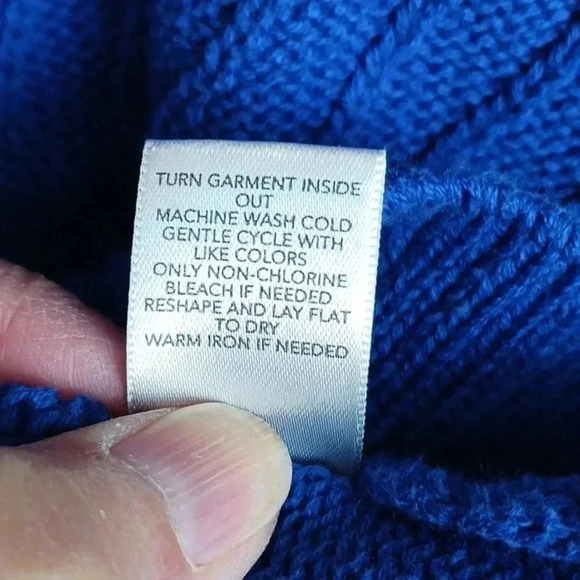 TURN GARMENT INSIDE
OUT
MACHINE WASH COLD
GENTLE CYCLE WITH
LIKE COLORS
ONLY NON-CHLORINE
BLEACH IF NEEDED
RESHAPE AND LAY FLAT
TO DRY
WARM IRON IF NEEDED